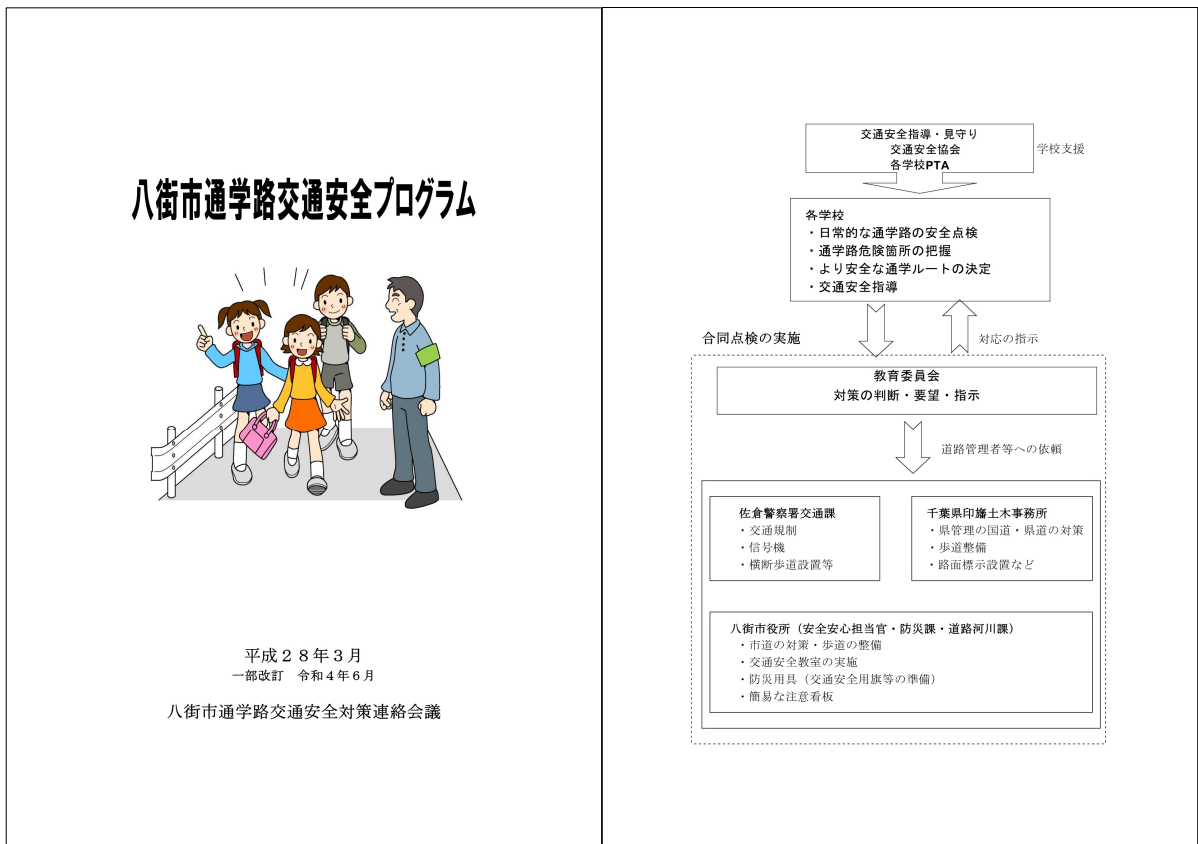 八街市通学路交通安全プログラム
平成２８年３月
一部改訂　令和４年６月
八街市通学路交通安全対策連絡会議
交通安全指導・見守り
交通安全協会
各学校PTA
学校支援
各学校
・日常的な通学路の安全点検
・通学路危険箇所の把握
・より安全な通学ルートの決定
・交通安全指導
合同点検の実施
対応の指示
教育委員会
対策の判断・要望・指示
道路管理者等への依頼
佐倉警察署交通課
・交通規制
・信号機
・横断歩道設置等
千葉県印旛土木事務所
・県管理の国道・県道の対策
・歩道整備
・路面標示設置など
八街市役所（安全安心担当官・防災課・道路河川課）
・市道の対策・歩道の整備
・交通安全教室の実施
・防災用具（交通安全用旗等の準備）
・簡易な注意看板